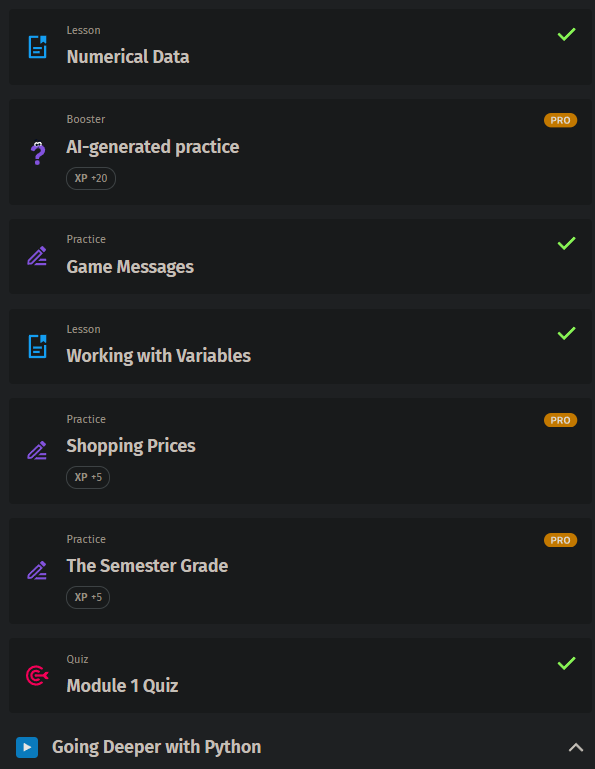 Lesson
Numerical Data
Booster
PRO
AI-generated practice
XP +20
Practice
Game Messages
Lesson
Working with Variables
Practice
PRO
Shopping Prices
XP +5
Practice
PRO
The Semester Grade
XP +5
Quiz
Module 1 Quiz
Going Deeper with Python